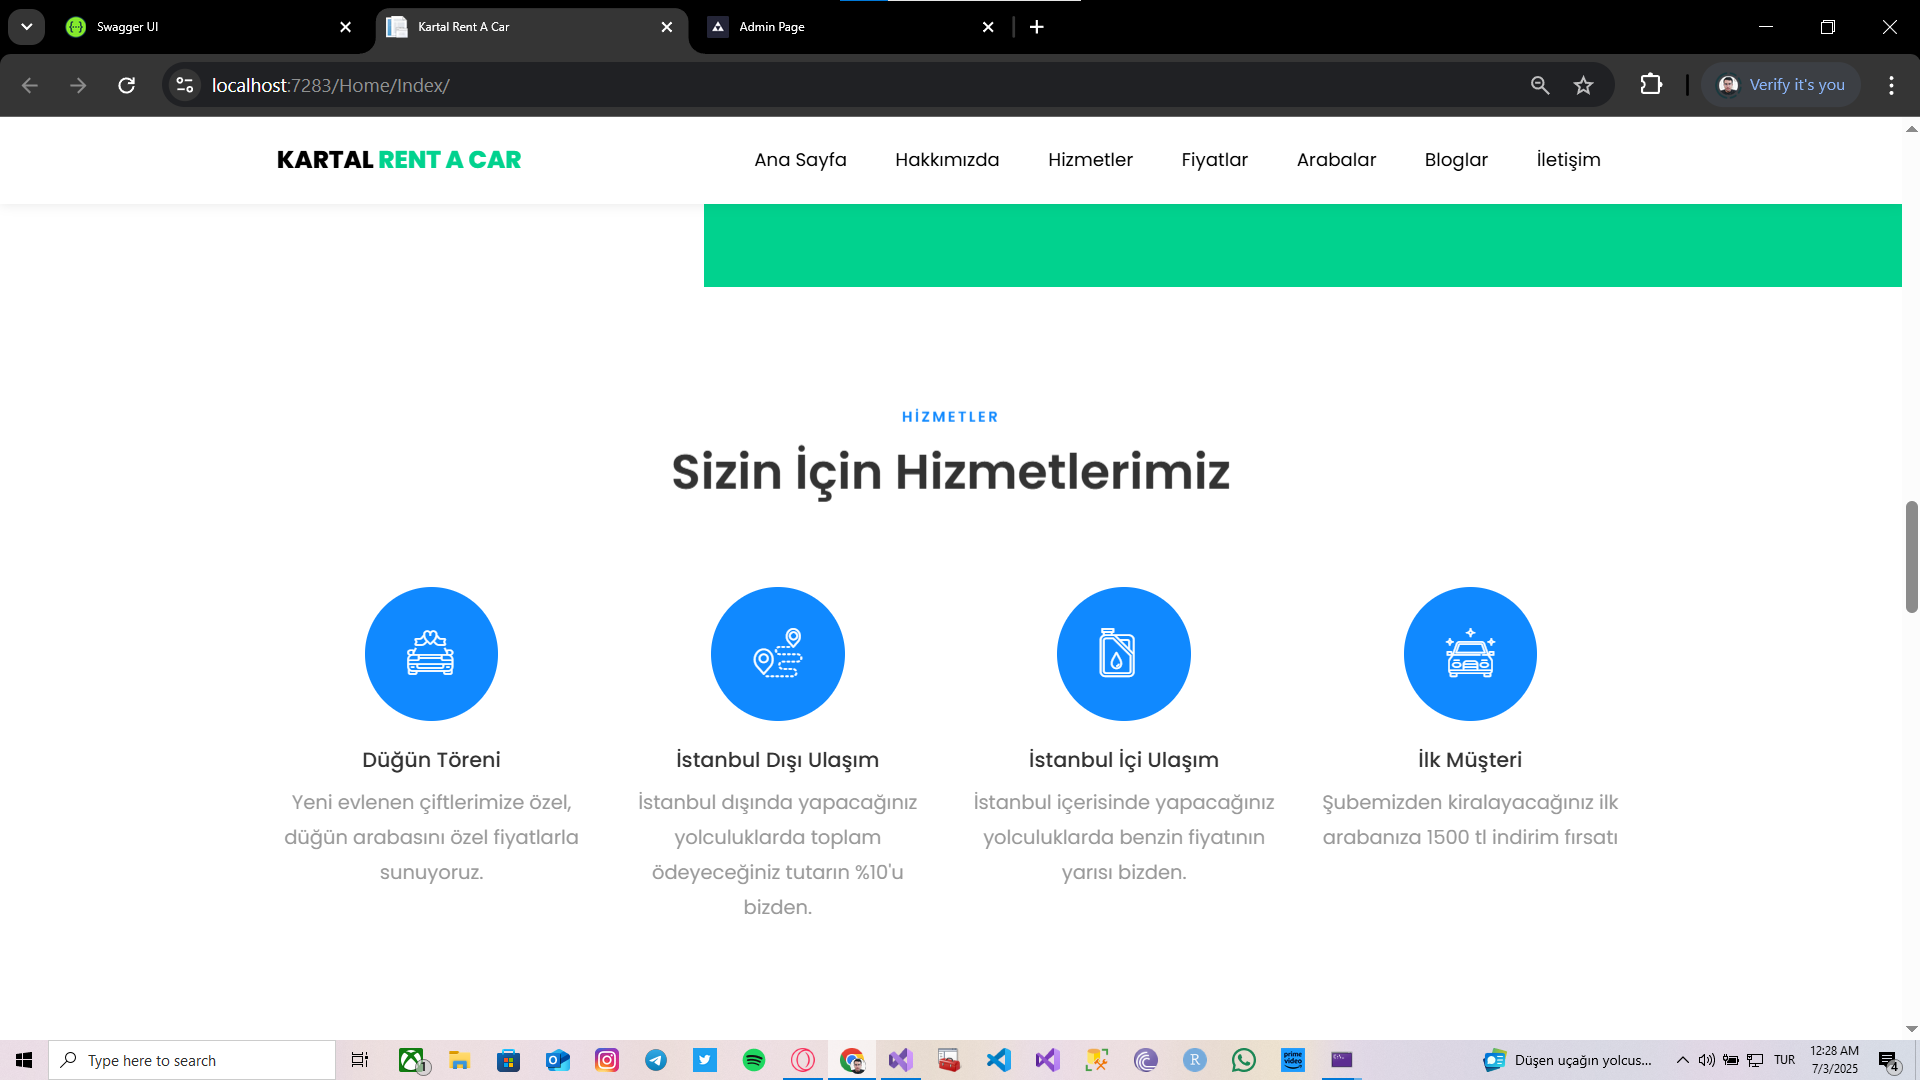 Swagger UI
Kartal Rent A Car
Admin Page
localhost:7283/Home/Index/
Verify it's you
KARTAL RENT A CAR
Ana Sayfa
Hakkımızda
Hizmetler
Fiyatlar
Arabalar
Bloglar
İletişim
HİZMETLER
Sizin İçin Hizmetlerimiz
Düğün Töreni
Yeni evlenen çiftlerimize özel,
düğün arabasını özel fiyatlarla
sunuyoruz.
İstanbul Dışı Ulaşım
İstanbul dışında yapacağınız
yolculuklarda toplam
ödeyeceğiniz tutarın %10'u
bizden.
İstanbul İçi Ulaşım
İstanbul içerisinde yapacağınız
yolculuklarda benzin fiyatının
yarısı bizden.
İlk Müşteri
Şubemizden kiralayacağınız ilk
arabanıza 1500 tl indirim fırsatı
Type here to search
1
prime video
Düşen uçağın yolcus...
TUR
12:28 AM
7/3/2025
4